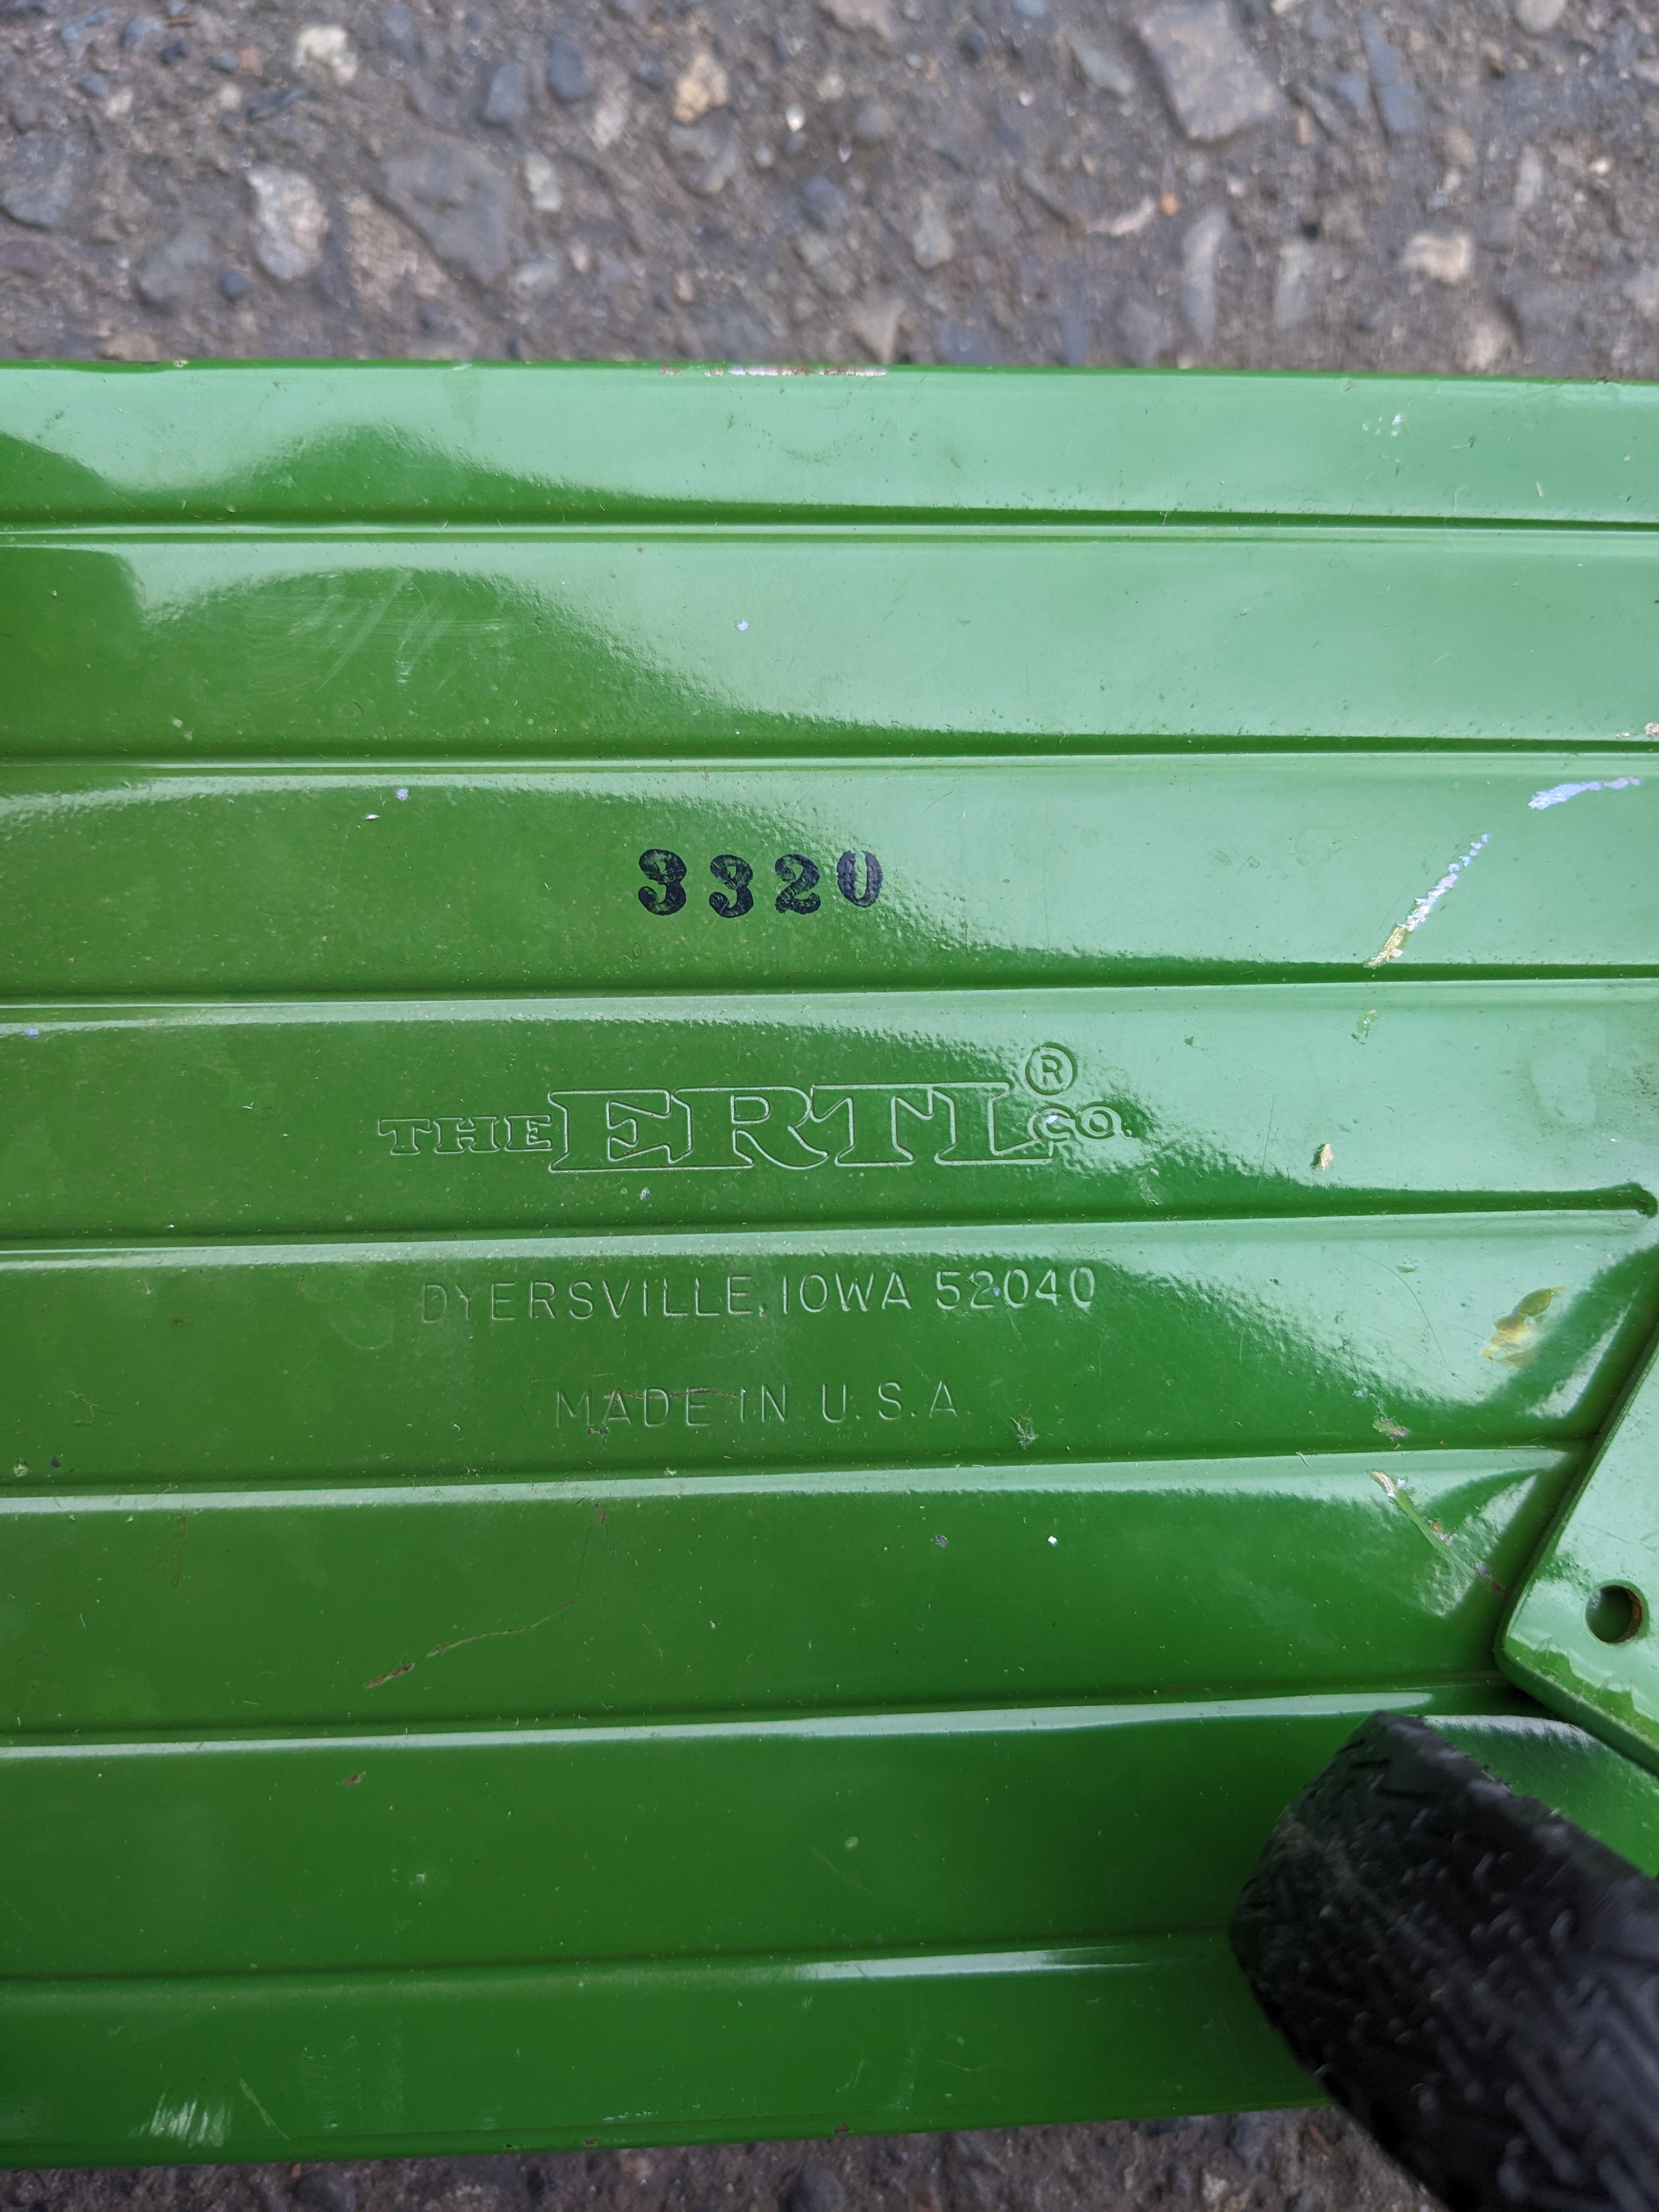 3320
THE ERTL® CO.
DYERSVILLE, IOWA 52040
MADE IN U.S.A.